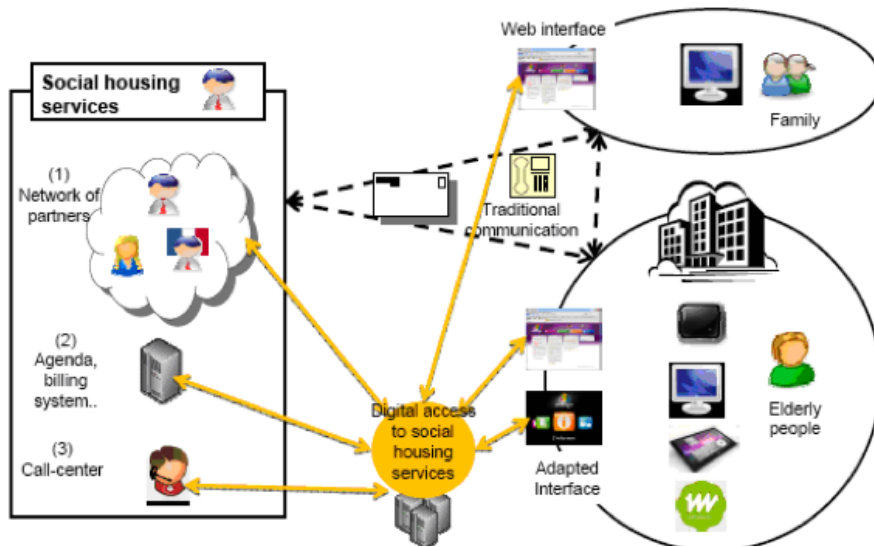 Web interface
Social housing
services
Family
(1)
Network of
partners
Traditional
communication
(2)
Agenda,
billing
system..
Digital access
to social
housing
services
Elderly
people
(3)
Call-center
Adapted
Interface